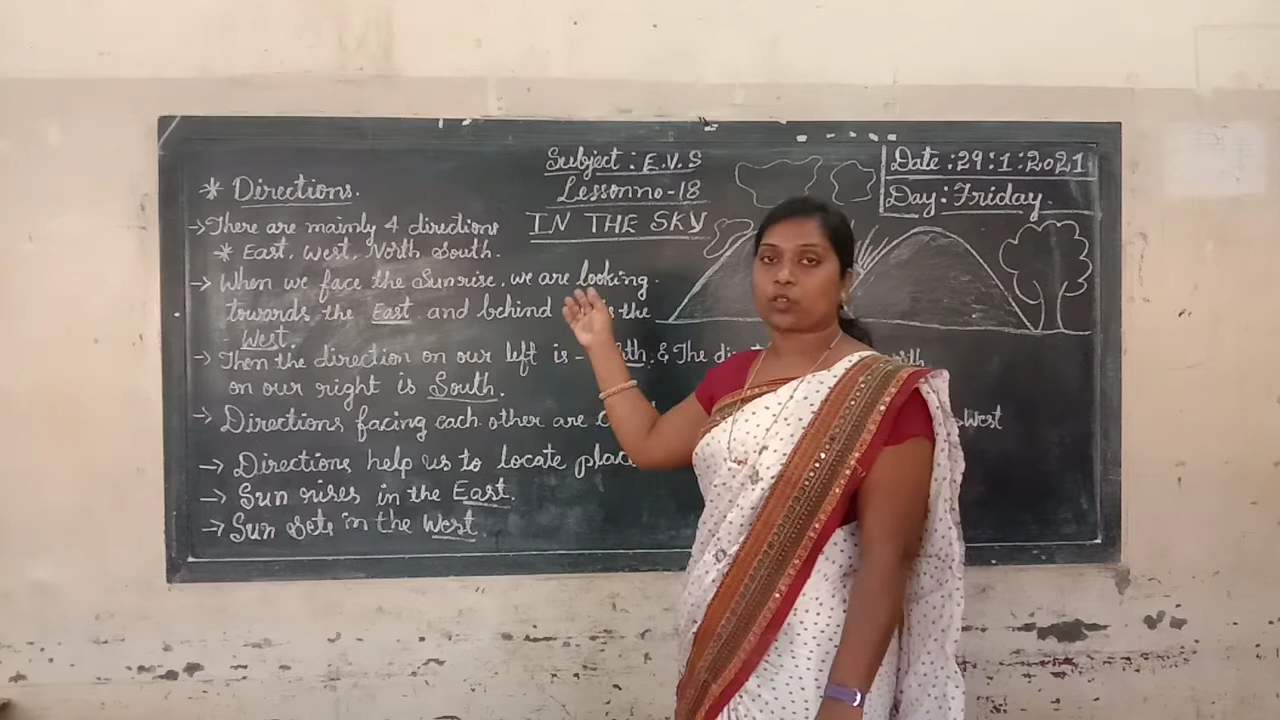 Subject : E.V.S
Lesson no-18
IN THE SKY
Date : 29:1:2021
Day : Friday.
* Directions.
→ There are mainly 4 directions
* East, West, North South.
→ When we face the Sunrise, we are looking
towards the East and behind is the
West.
→ Then the direction on our left is - & The
on our right is South.
→ Directions facing each other are West
→ Directions help us to locate
→ Sun rises in the East.
→ Sun sets in the West